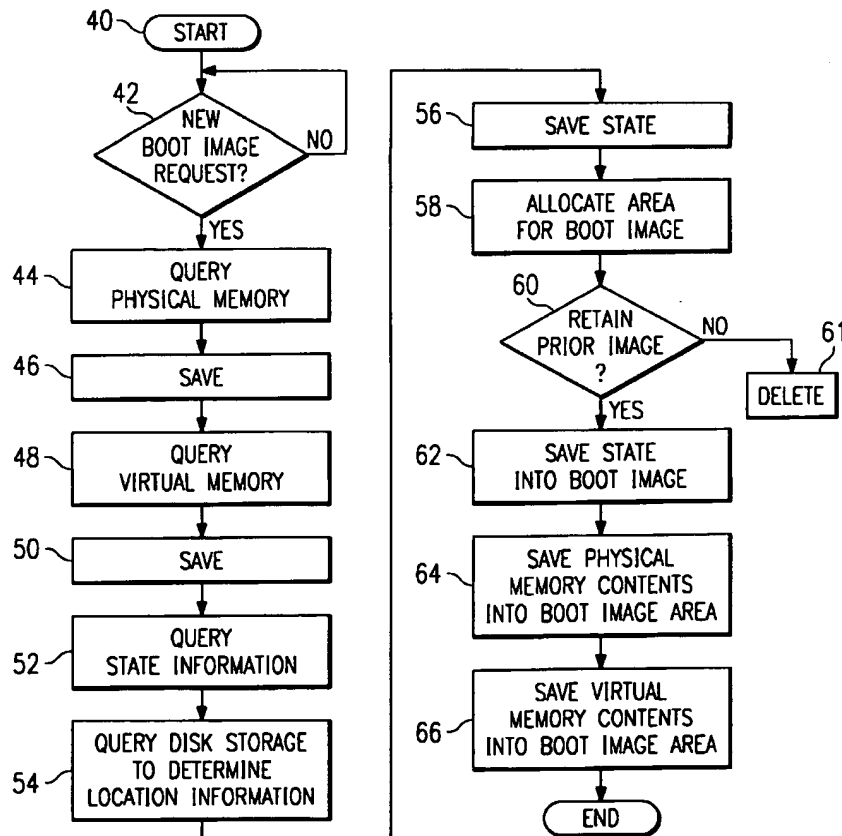 40
START
42
NEW
BOOT IMAGE
REQUEST?
NO
YES
44
QUERY
PHYSICAL MEMORY
46
SAVE
48
QUERY
VIRTUAL MEMORY
50
SAVE
52
QUERY
STATE INFORMATION
54
QUERY DISK STORAGE
TO DETERMINE
LOCATION INFORMATION
56
SAVE STATE
58
ALLOCATE AREA
FOR BOOT IMAGE
60
RETAIN
PRIOR IMAGE
?
NO
61
DELETE
YES
62
SAVE STATE
INTO BOOT IMAGE
64
SAVE PHYSICAL
MEMORY CONTENTS
INTO BOOT IMAGE AREA
66
SAVE VIRTUAL
MEMORY CONTENTS
INTO BOOT IMAGE AREA
END